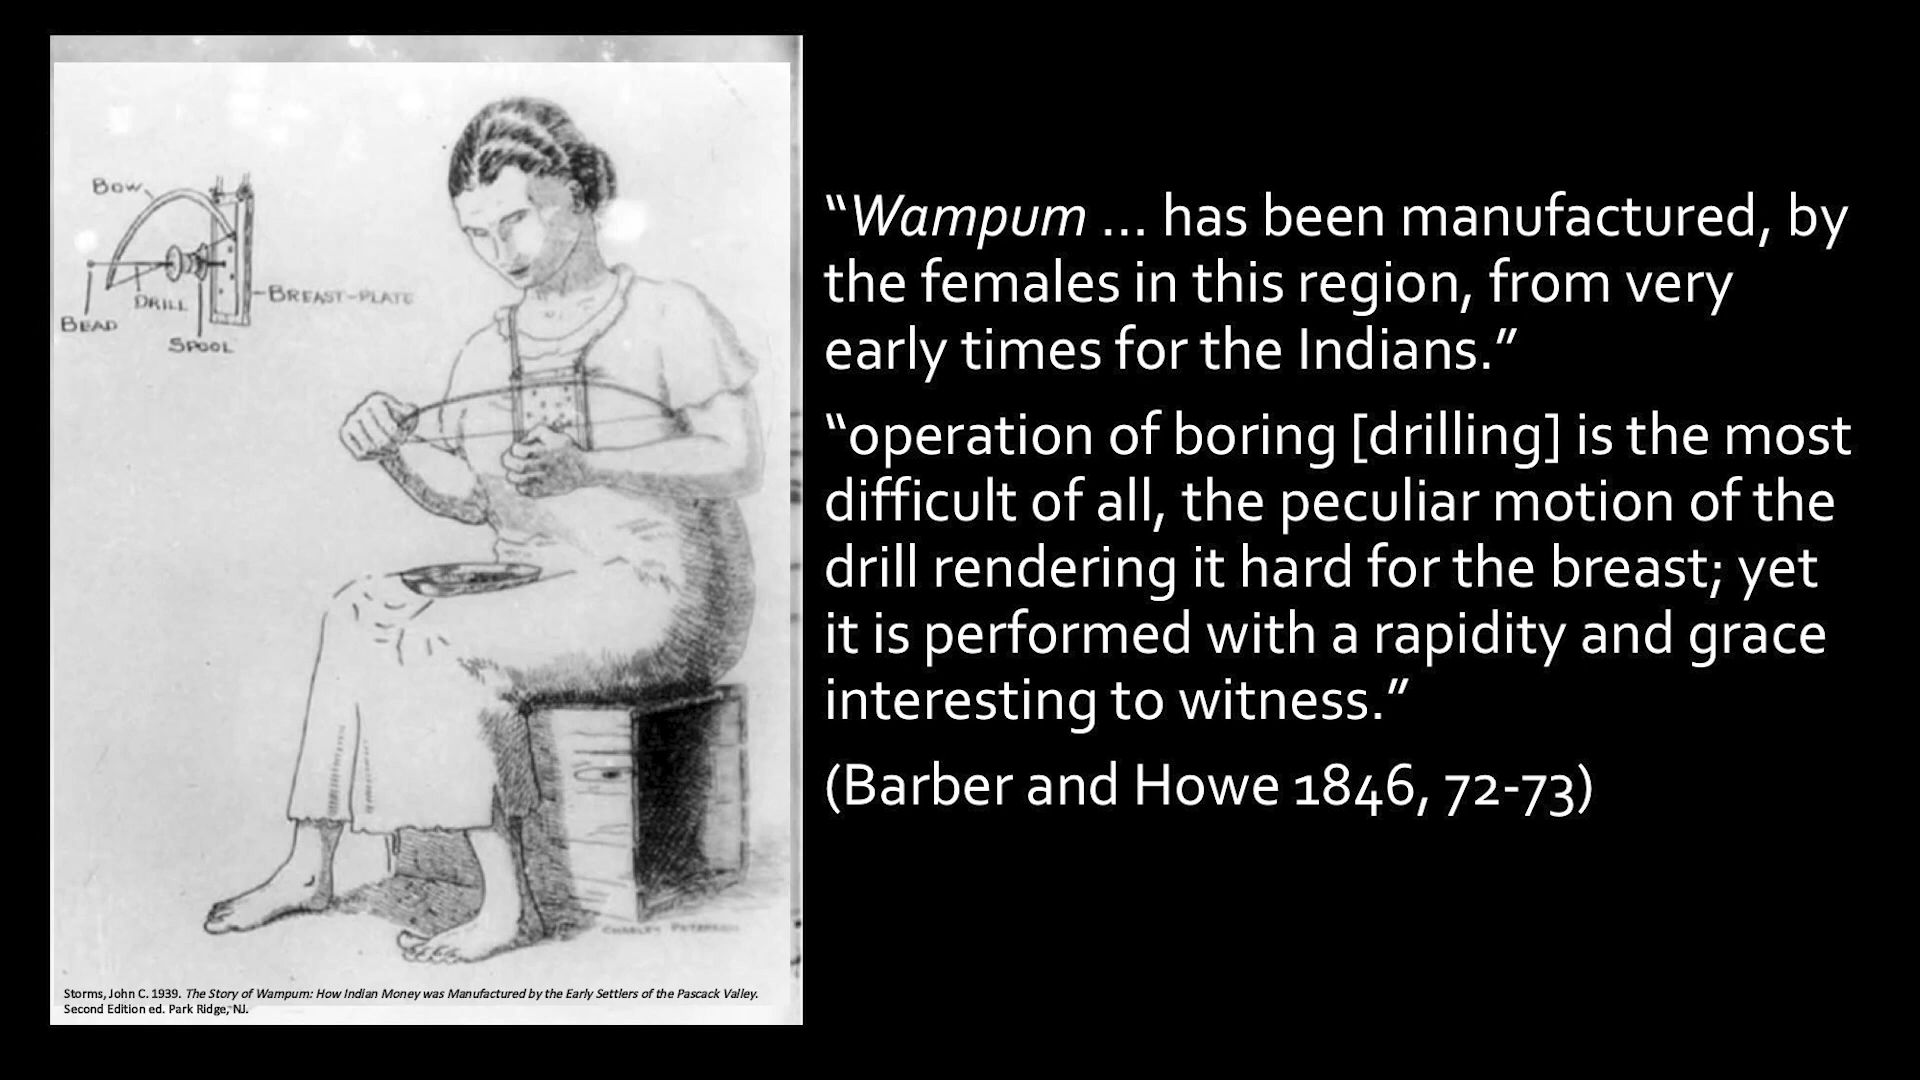 Bow
Drill
Breast-plate
Bead
Spool
Charley Peterson
Storms, John C. 1939. The Story of Wampum: How Indian Money was Manufactured by the Early Settlers of the Pascack Valley.
Second Edition ed. Park Ridge, NJ.
“Wampum … has been manufactured, by
the females in this region, from very
early times for the Indians.”
“operation of boring [drilling] is the most
difficult of all, the peculiar motion of the
drill rendering it hard for the breast; yet
it is performed with a rapidity and grace
interesting to witness.”
(Barber and Howe 1846, 72-73)